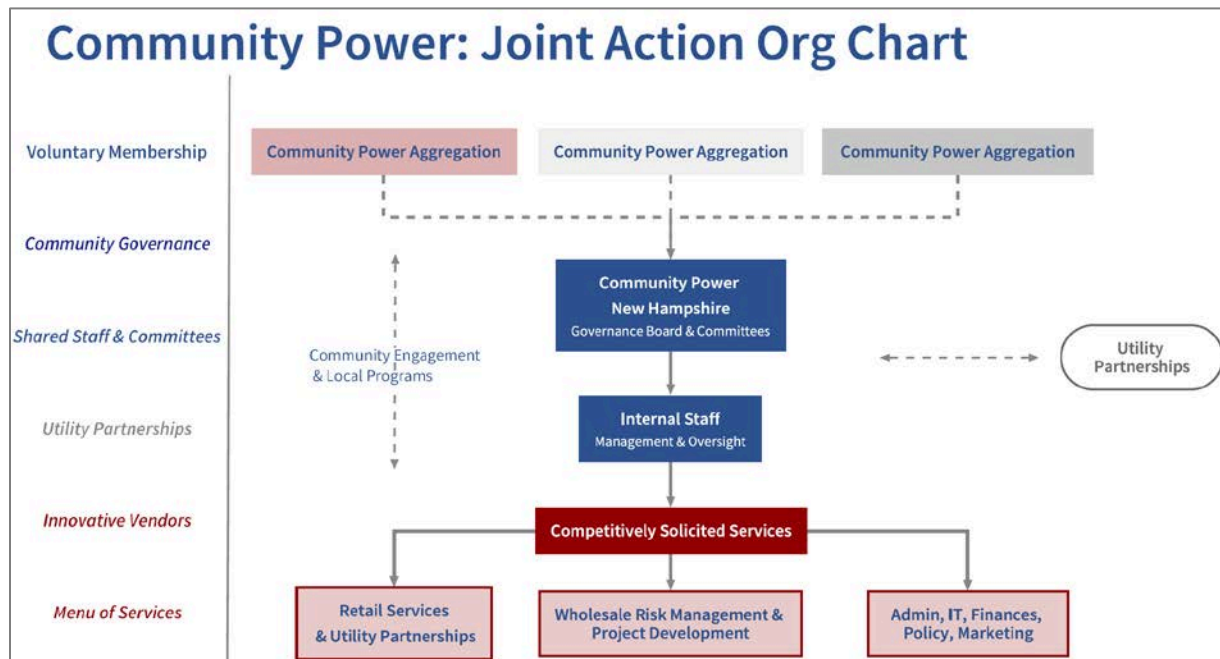 Community Power: Joint Action Org Chart
Voluntary Membership
Community Power Aggregation
Community Power Aggregation
Community Power Aggregation
Community Governance
Community Power
New Hampshire
Governance Board & Committees
Shared Staff & Committees
Community Engagement
& Local Programs
Utility
Partnerships
Utility Partnerships
Internal Staff
Management & Oversight
Innovative Vendors
Competitively Solicited Services
Menu of Services
Retail Services
& Utility Partnerships
Wholesale Risk Management &
Project Development
Admin, IT, Finances,
Policy, Marketing